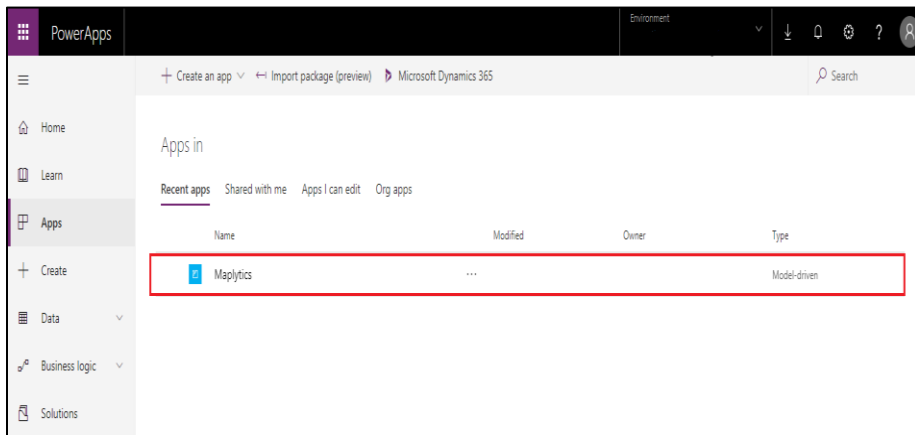 PowerApps
Environment
?
Create an app
Import package (preview)
Microsoft Dynamics 365
Search
Home
Learn
Apps
Create
Data
Business logic
Solutions
Apps in
Recent apps
Shared with me
Apps I can edit
Org apps
Name
Modified
Owner
Type
Maplytics
...
Model-driven